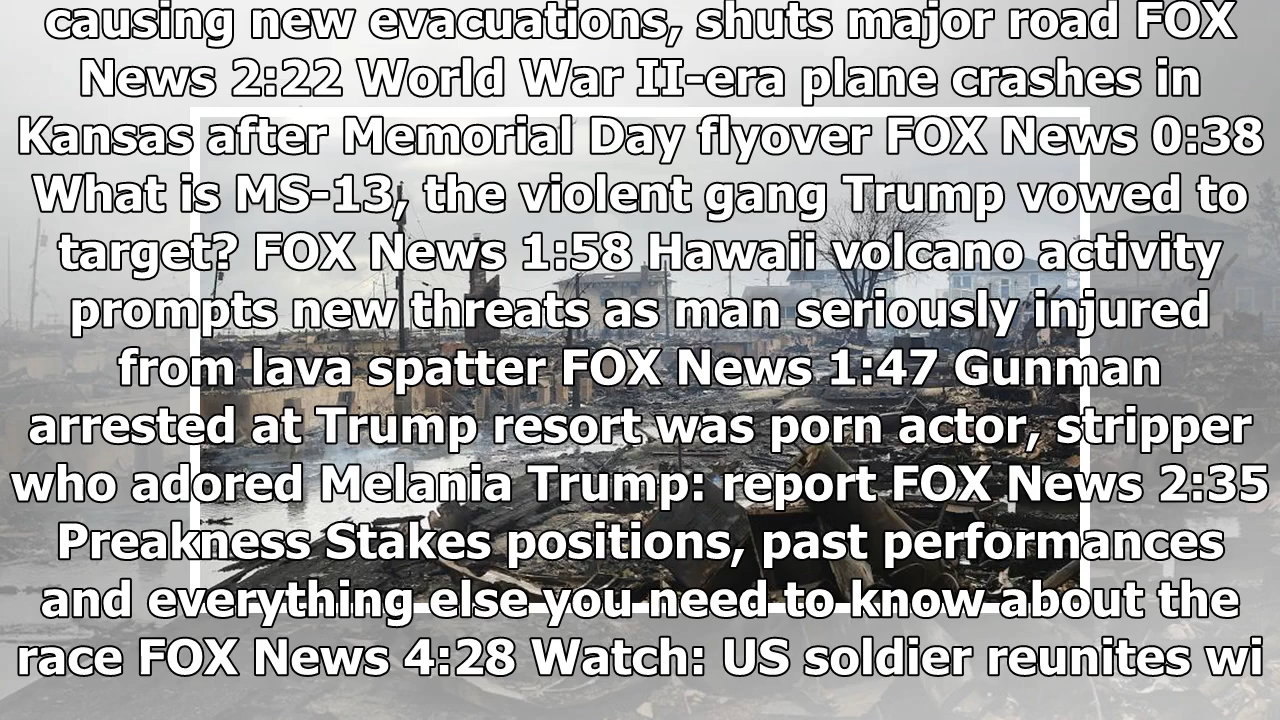 causing new evacuations, shuts major road FOX
News 2:22 World War II-era plane crashes in
Kansas after Memorial Day flyover FOX News 0:38
What is MS-13, the violent gang Trump vowed to
target? FOX News 1:58 Hawaii volcano activity
prompts new threats as man seriously injured
from lava spatter FOX News 1:47 Gunman
arrested at Trump resort was porn actor, stripper
who adored Melania Trump: report FOX News 2:35
Preakness Stakes positions, past performances
and everything else you need to know about the
race FOX News 4:28 Watch: US soldier reunites wi